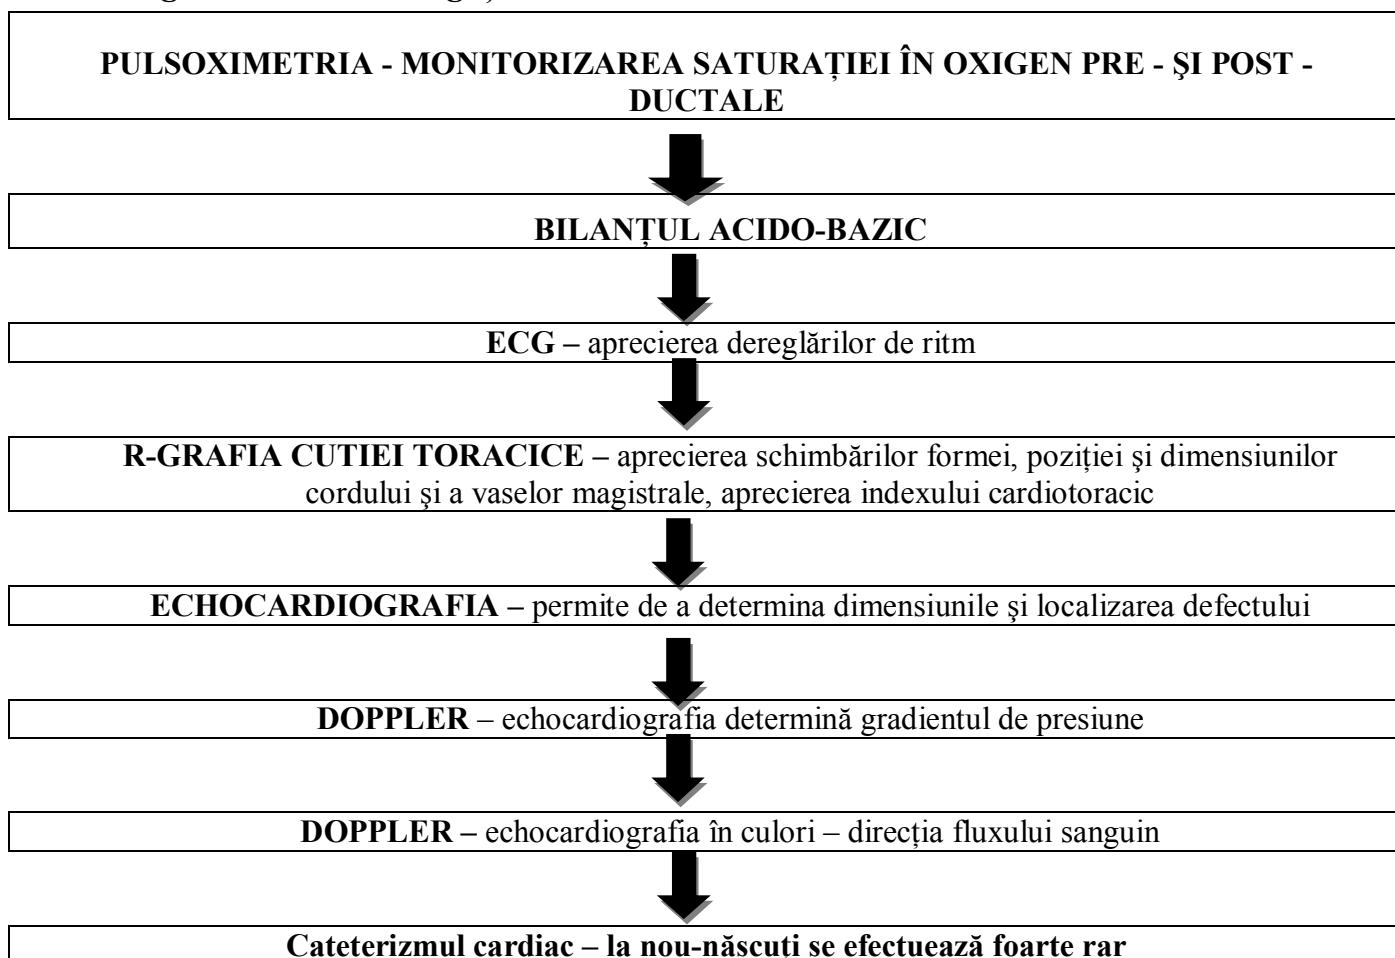 PULSOXIMETRIA - MONITORIZAREA SATURAȚIEI ÎN OXIGEN PRE - ŞI POST -
DUCTALE
BILANȚUL ACIDO-BAZIC
ECG – aprecierea dereglărilor de ritm
R-GRAFIA CUTIEI TORACICE – aprecierea schimbărilor formei, poziției şi dimensiunilor
cordului şi a vaselor magistrale, aprecierea indexului cardiotoracic
ECHOCARDIOGRAFIA – permite de a determina dimensiunile şi localizarea defectului
DOPPLER – echocardiografia determină gradientul de presiune
DOPPLER – echocardiografia în culori – direcția fluxului sanguin
Cateterizmul cardiac – la nou-născuți se efectuează foarte rar